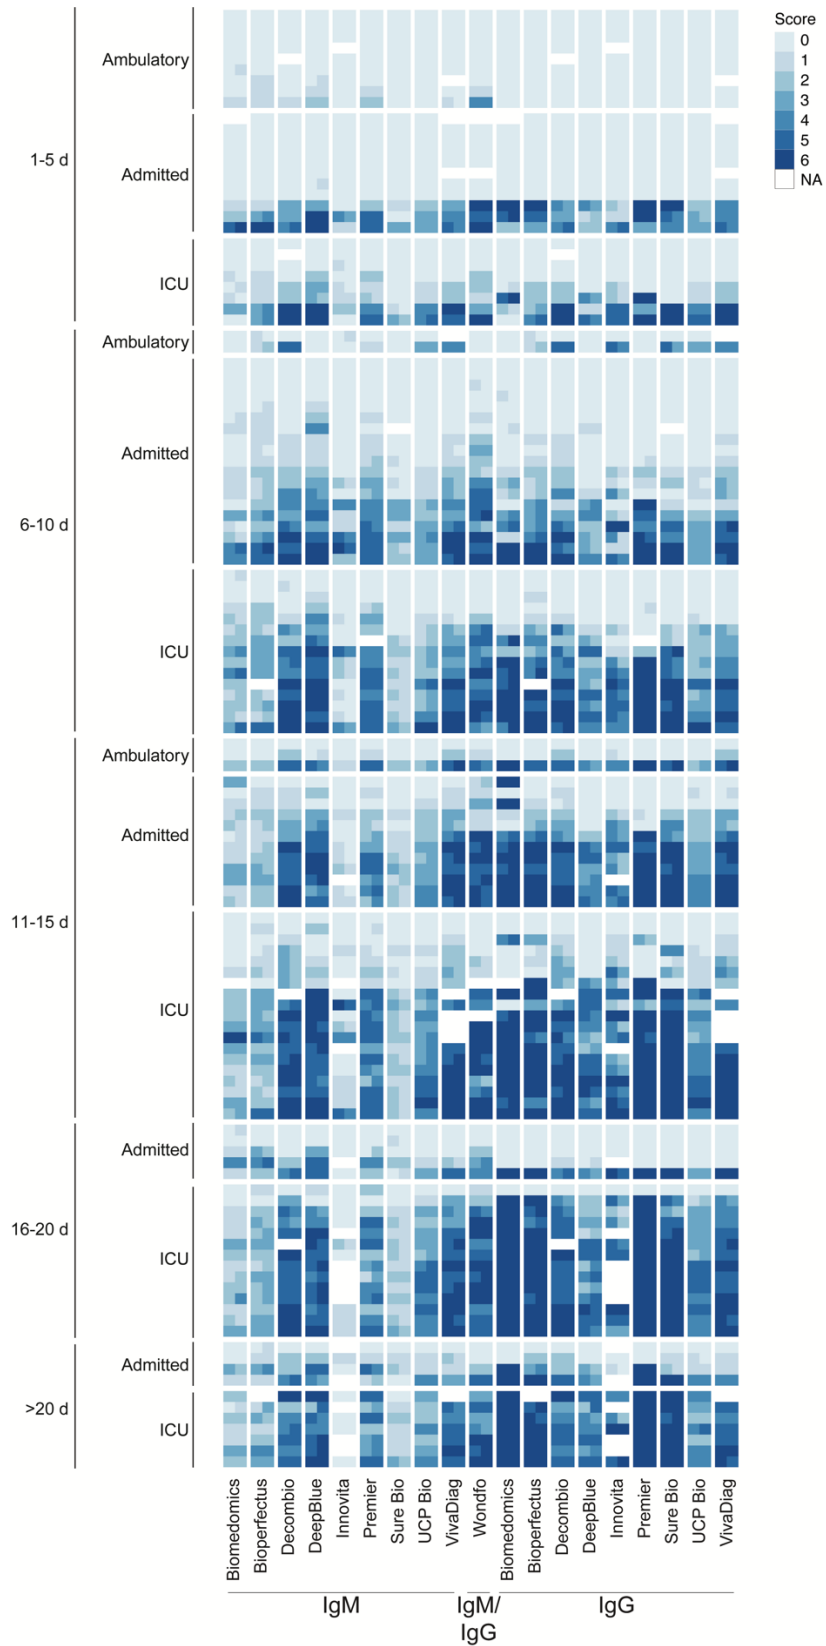 Score
0
1
2
3
4
5
6
NA
1-5 d
Ambulatory
Admitted
ICU
6-10 d
Ambulatory
Admitted
ICU
11-15 d
Ambulatory
Admitted
ICU
16-20 d
Admitted
ICU
>20 d
Admitted
ICU
Biomedomics
Bioperfectus
Decombio
DeepBlue
Innovita
Premier
Sure Bio
UCP Bio
VivaDiag
Wondfo
Biomedomics
Bioperfectus
Decombio
DeepBlue
Innovita
Premier
Sure Bio
UCP Bio
VivaDiag
IgM
IgM/
IgG
IgG